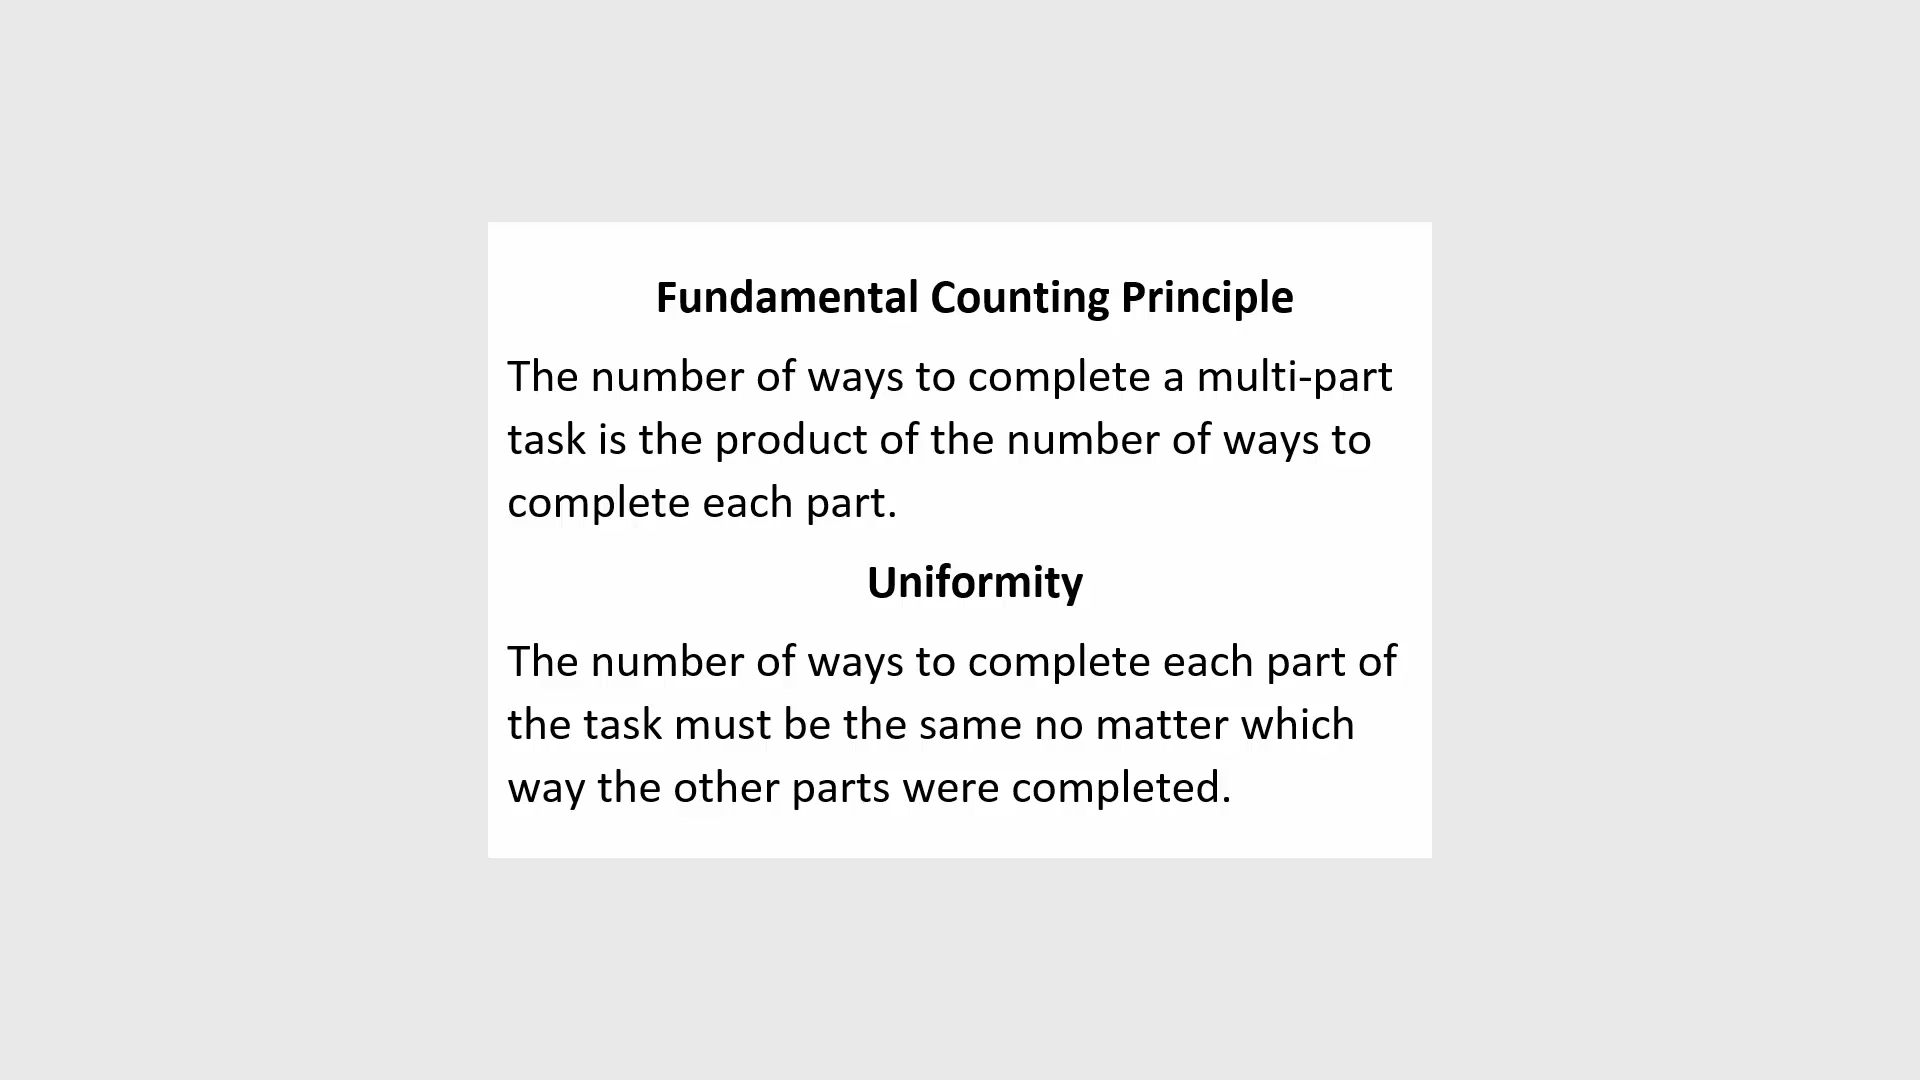 Fundamental Counting Principle
The number of ways to complete a multi-part
task is the product of the number of ways to
complete each part.
Uniformity
The number of ways to complete each part of
the task must be the same no matter which
way the other parts were completed.